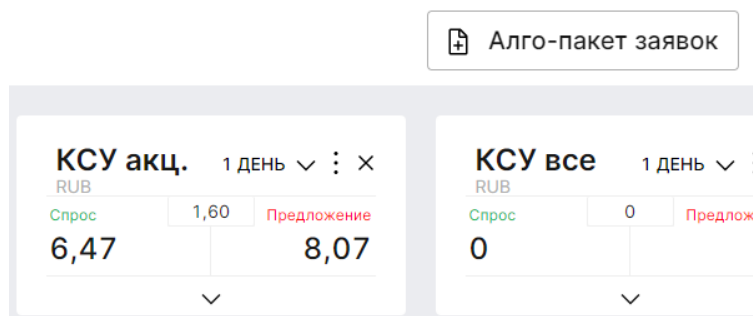 Алго-пакет заявок
КСУ акц. 1 ДЕНЬ
RUB
Спрос 1,60 Предложение
6,47 8,07
КСУ все 1 ДЕНЬ
RUB
Спрос 0 Предлож
0